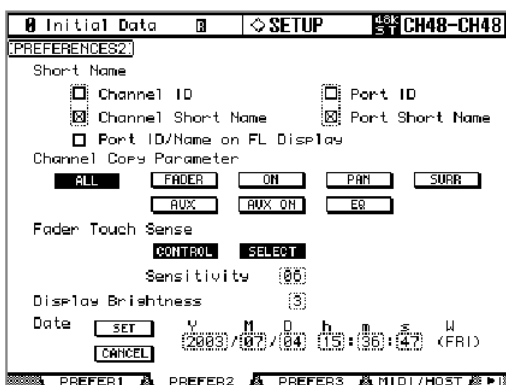 0 Initial Data R ◇SETUP 48k ST CH48-CH48
PREFERENCES2
Short Name
Channel ID Port ID
Channel Short Name Port Short Name
Port ID/Name on FL Display
Channel Copy Parameter
ALL FADER ON PAN SURR
AUX AUX ON EQ
Fader Touch Sense
CONTROL SELECT
Sensitivity 06
Display Brightness 3
Date SET Y M D h m s W
2003/07/04 15:36:47 (FRI)
CANCEL
PREFER1 PREFER2 PREFER3 MIDI/HOST